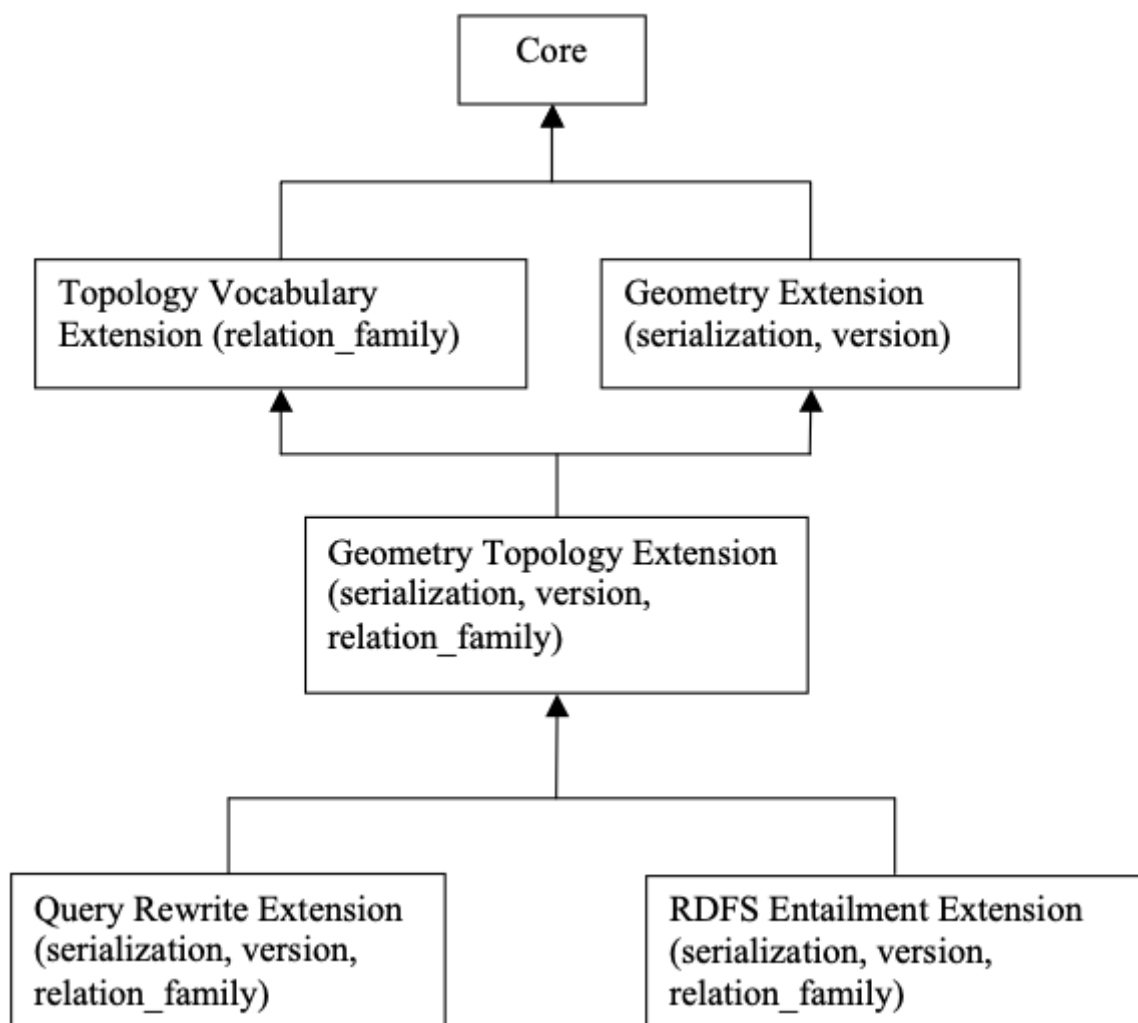 Core
Topology Vocabulary
Extension (relation_family)
Geometry Extension
(serialization, version)
Geometry Topology Extension
(serialization, version,
relation_family)
Query Rewrite Extension
(serialization, version,
relation_family)
RDFS Entailment Extension
(serialization, version,
relation_family)